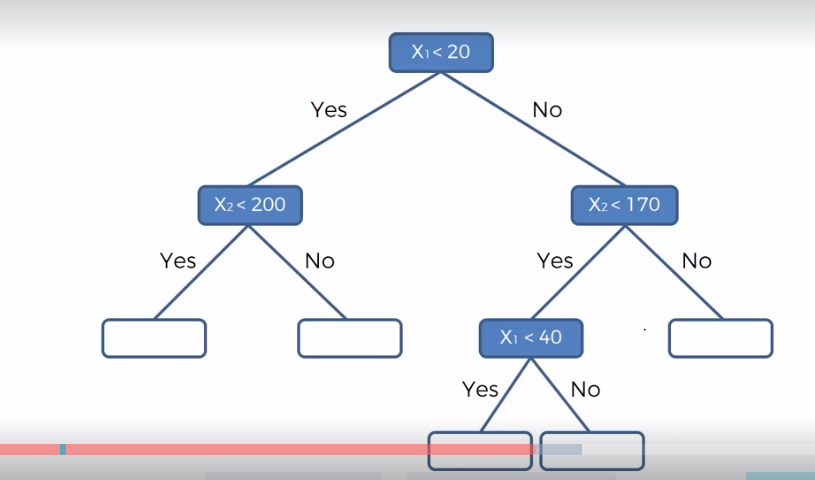 X₁ < 20
Yes
No
X₂ < 200
X₂ < 170
Yes
No
Yes
No
X₁ < 40
Yes
No